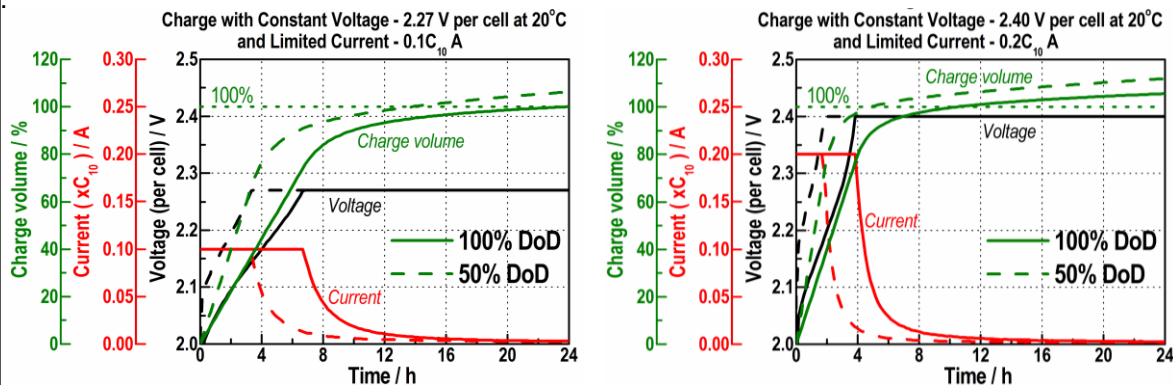 Charge with Constant Voltage - 2.27 V per cell at 20°C
and Limited Current - 0.1C₁₀ A
Charge volume / %
120
100
80
60
40
20
0
Current ( xC₁₀ ) / A
0.30
0.25
0.20
0.15
0.10
0.05
0.00
Voltage (per cell) / V
2.5
2.4
2.3
2.2
2.1
2.0
100%
Charge volume
Voltage
100% DoD
50% DoD
Current
0 4 8 12 16 20 24
Time / h
Charge with Constant Voltage - 2.40 V per cell at 20°C
and Limited Current - 0.2C₁₀ A
Charge volume / %
120
100
80
60
40
20
0
Current ( xC₁₀ ) / A
0.30
0.25
0.20
0.15
0.10
0.05
0.00
Voltage (per cell) / V
2.5
2.4
2.3
2.2
2.1
2.0
Charge volume
100%
Voltage
Current
100% DoD
50% DoD
0 4 8 12 16 20 24
Time / h